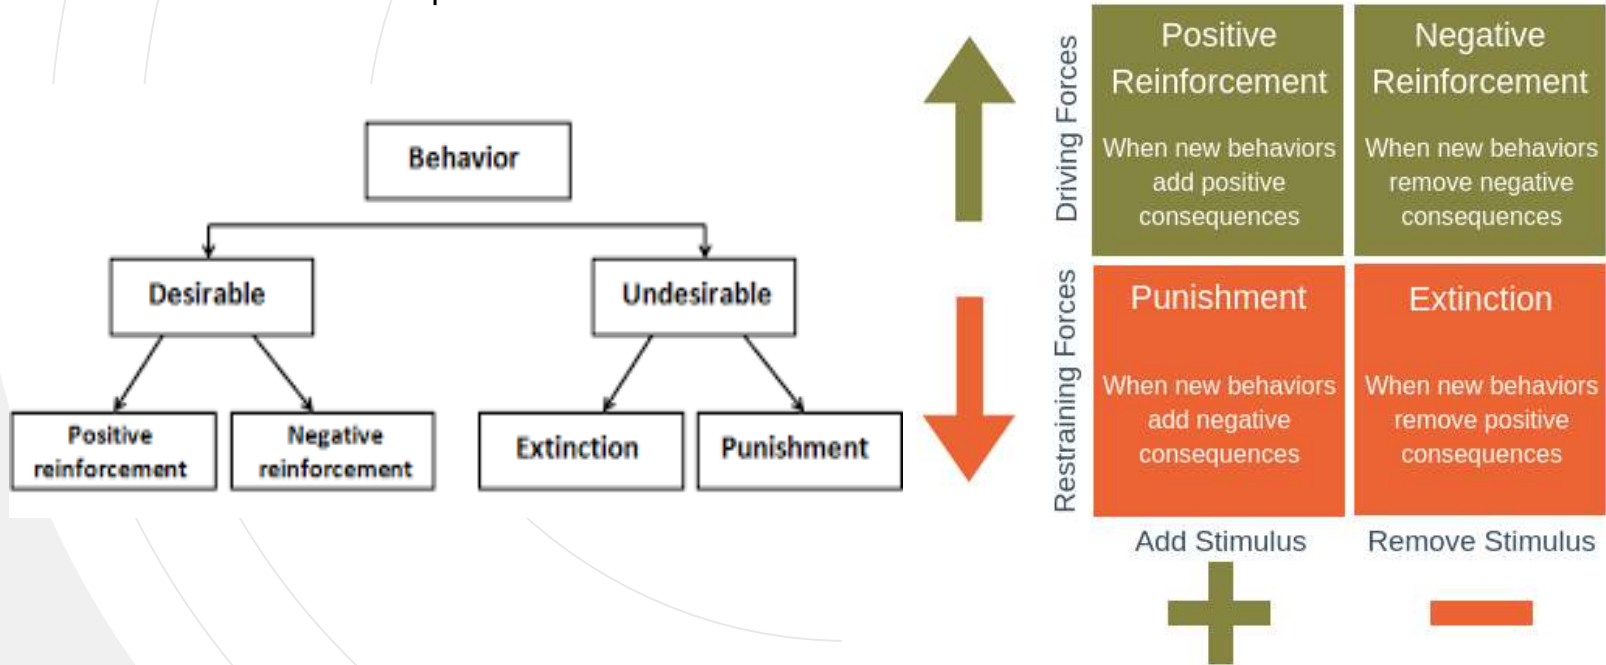 Behavior
Desirable
Undesirable
Positive
reinforcement
Negative
reinforcement
Extinction
Punishment
Driving Forces
Positive
Reinforcement
When new behaviors
add positive
consequences
Negative
Reinforcement
When new behaviors
remove negative
consequences
Restraining Forces
Punishment
When new behaviors
add negative
consequences
Extinction
When new behaviors
remove positive
consequences
Add Stimulus
Remove Stimulus